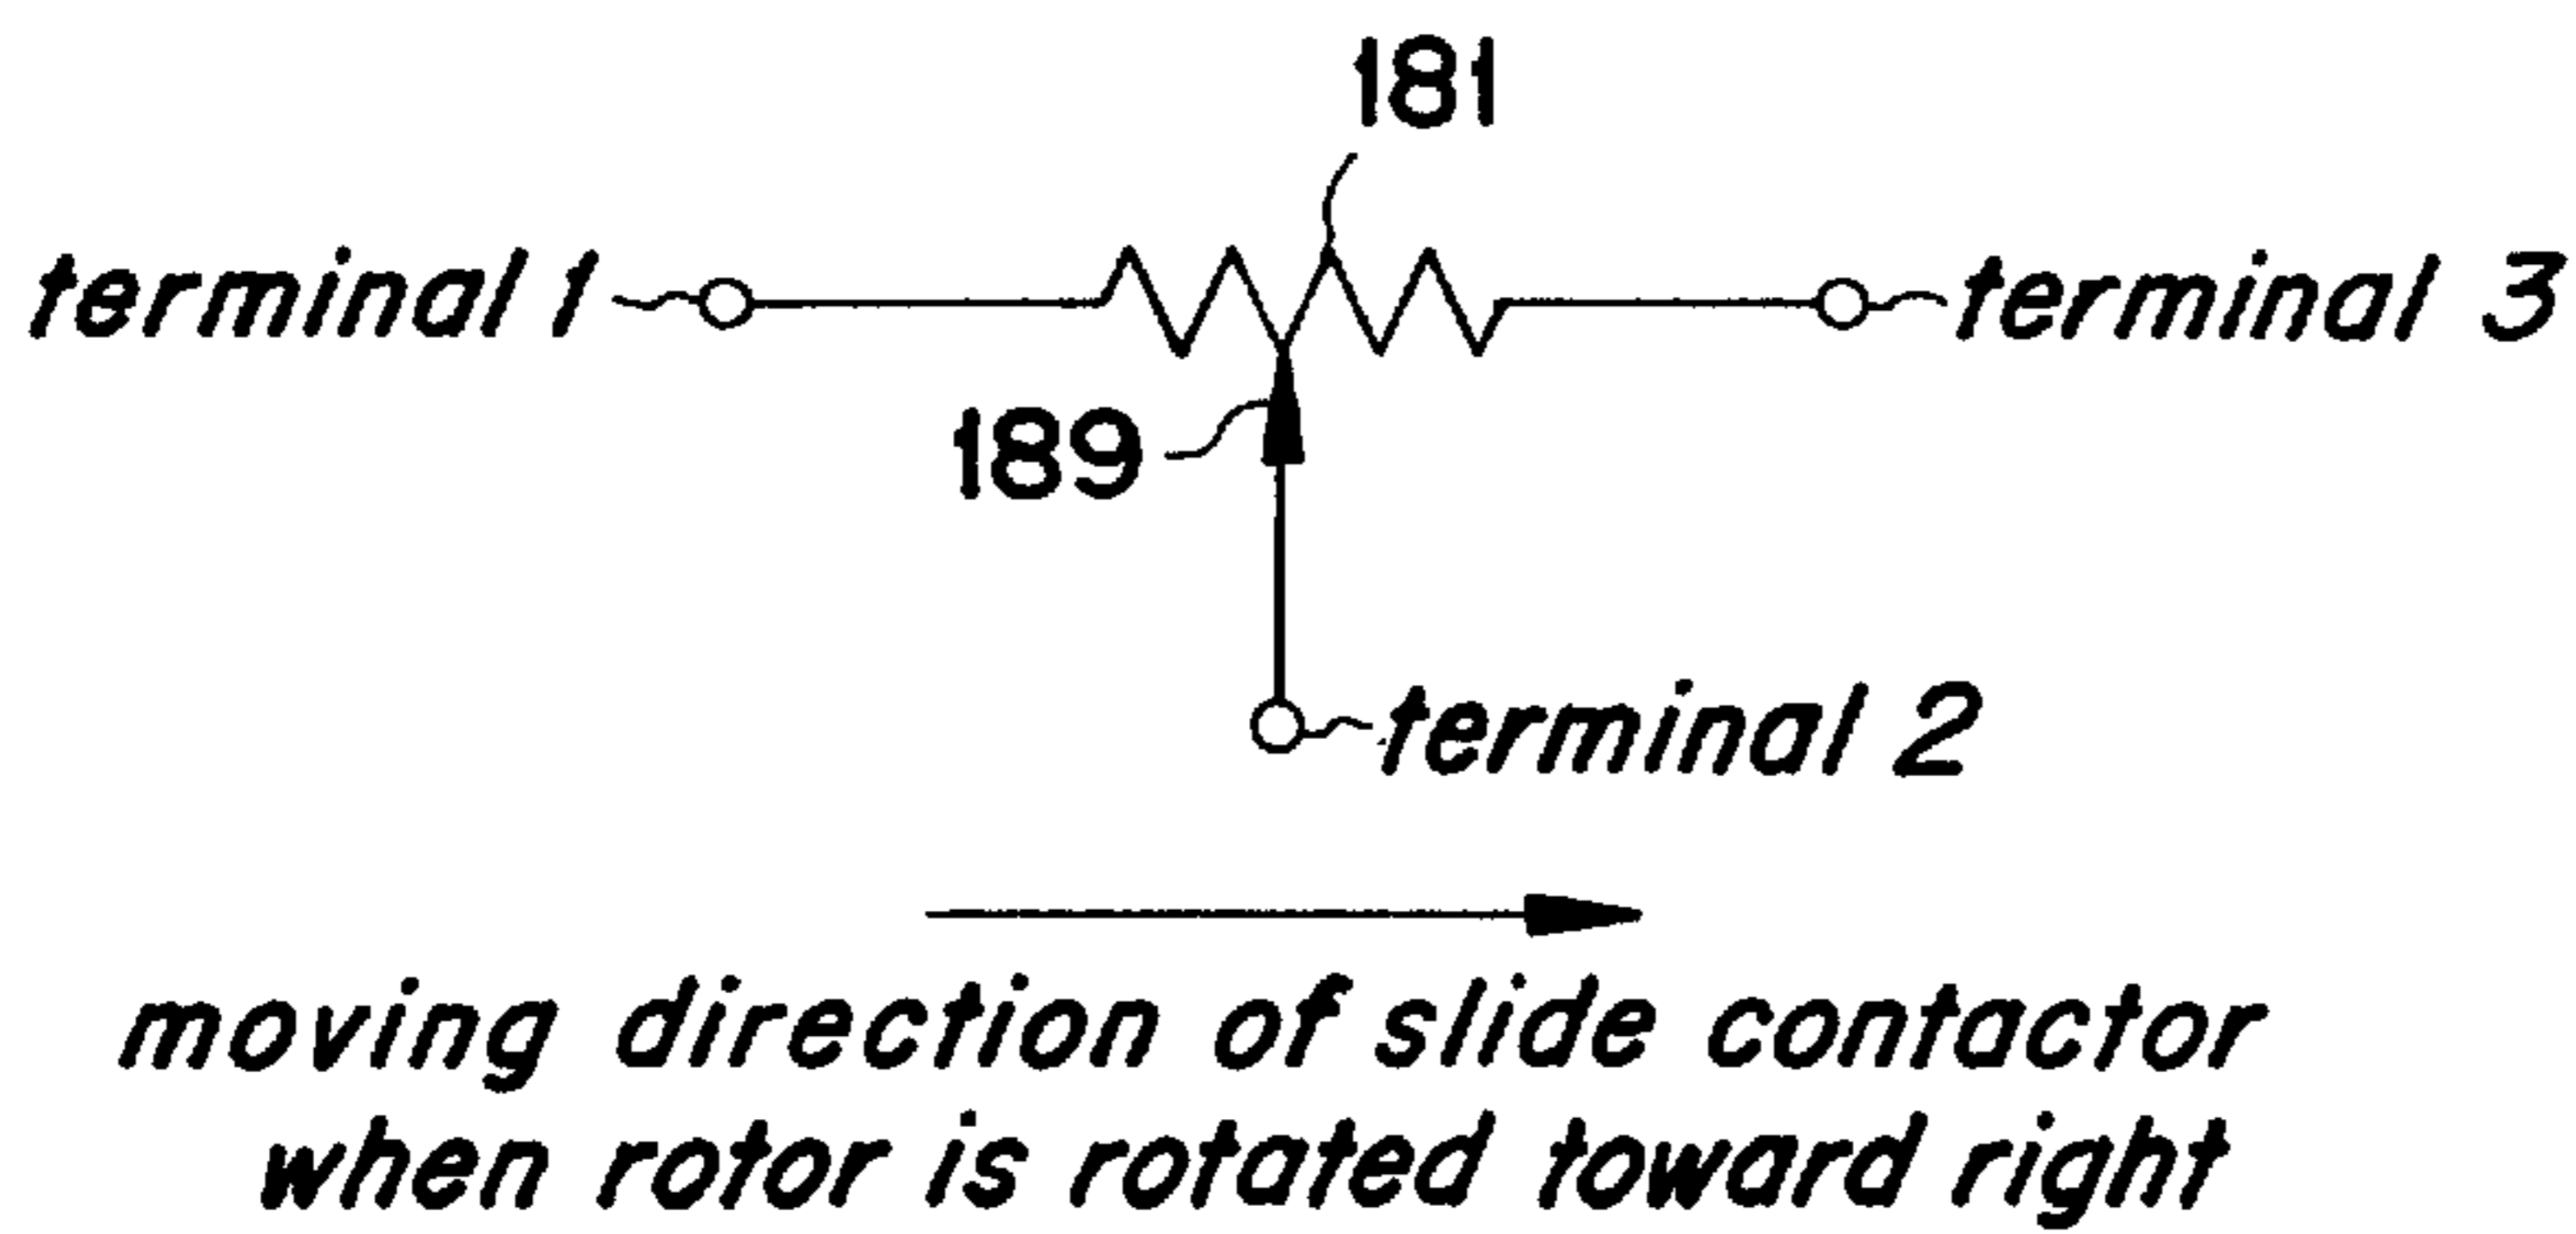 181
terminal 1
terminal 3
189
terminal 2
moving direction of slide contactor
when rotor is rotated toward right